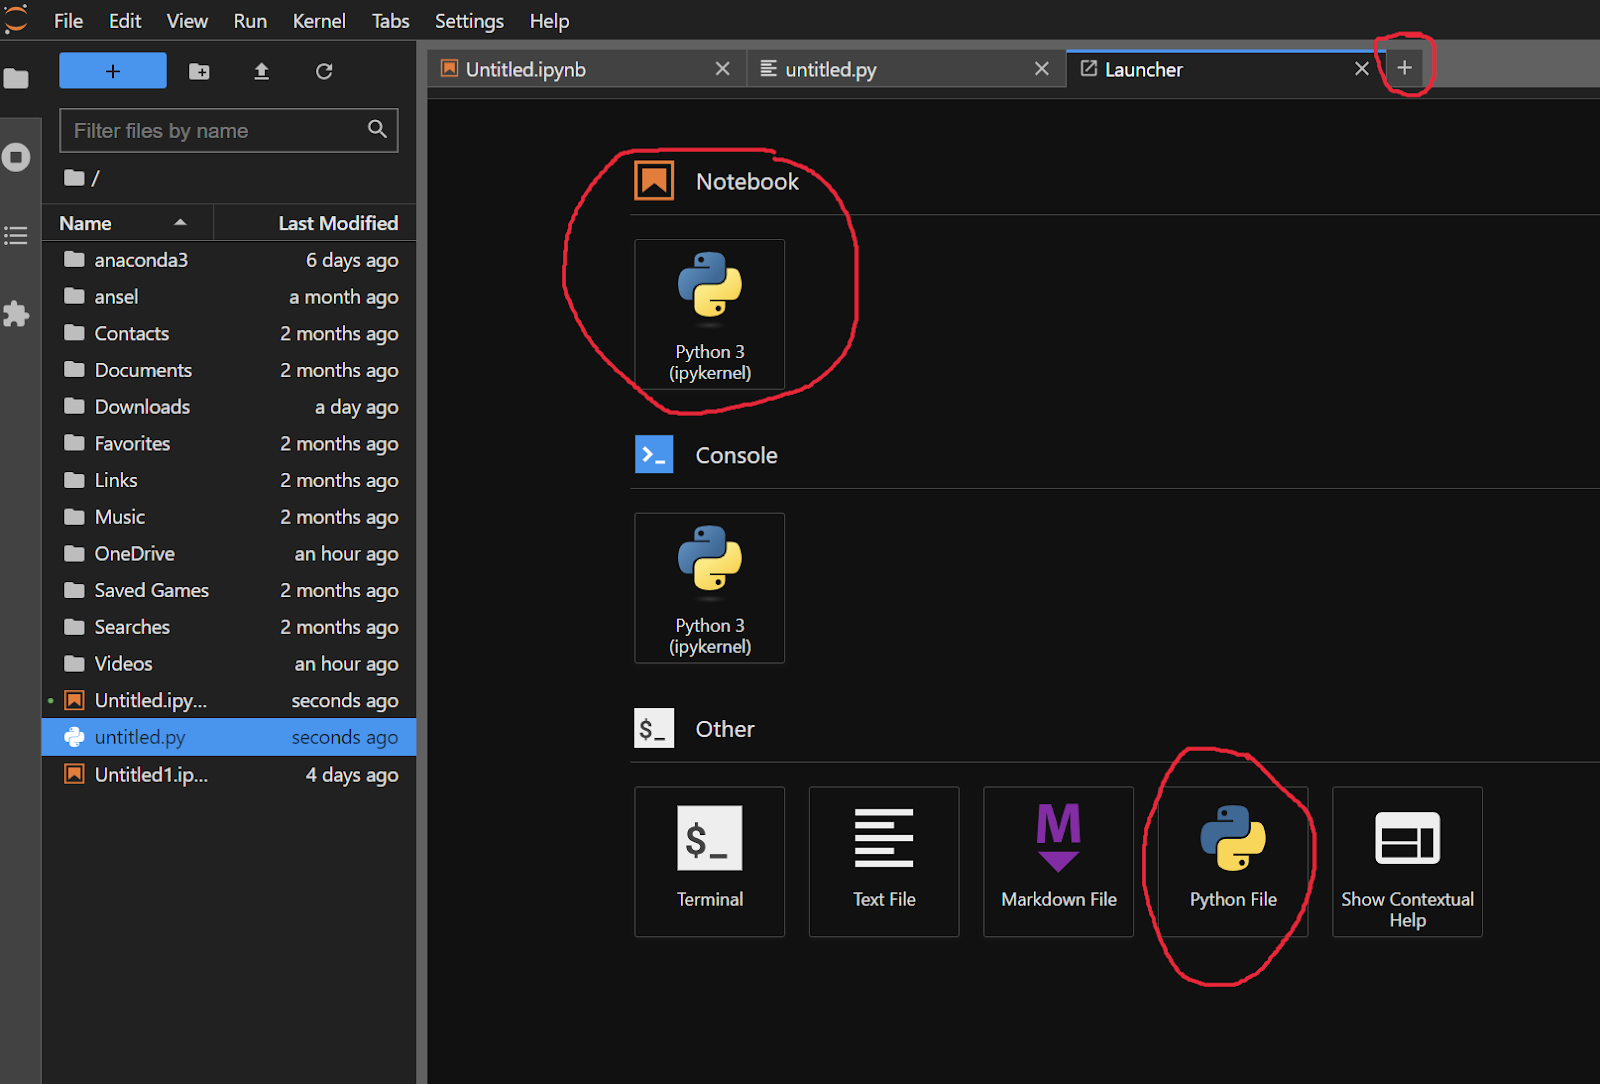 File Edit View Run Kernel Tabs Settings Help
+
Filter files by name
/
Name Last Modified
anaconda3 6 days ago
ansel a month ago
Contacts 2 months ago
Documents 2 months ago
Downloads a day ago
Favorites 2 months ago
Links 2 months ago
Music 2 months ago
OneDrive an hour ago
Saved Games 2 months ago
Searches 2 months ago
Videos an hour ago
Untitled.ipy... seconds ago
untitled.py seconds ago
Untitled1.ip... 4 days ago
Untitled.ipynb untitled.py Launcher +
Notebook
Python 3
(ipykernel)
>_ Console
Python 3
(ipykernel)
$_ Other
$_
Terminal
Text File
M
Markdown File
Python File
Show Contextual
Help